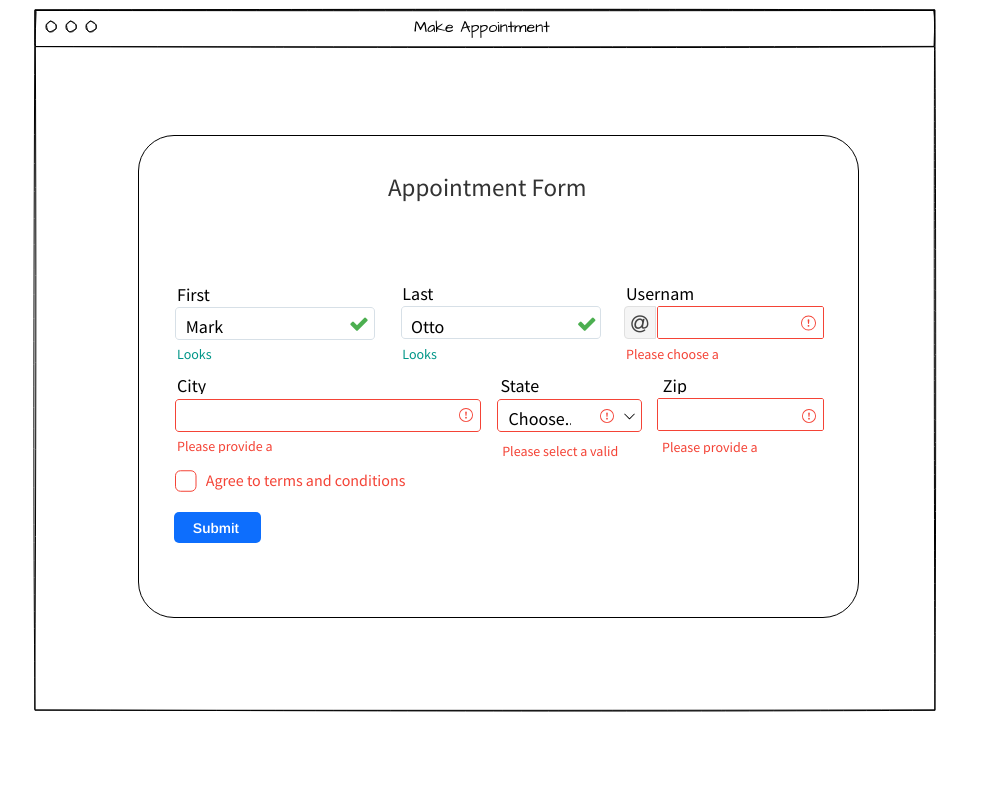 Make Appointment
Appointment Form
First
Last
Usernam
Mark
Otto
@
Looks
Looks
Please choose a
City
State
Zip
Choose..
Please provide a
Please select a valid
Please provide a
Agree to terms and conditions
Submit